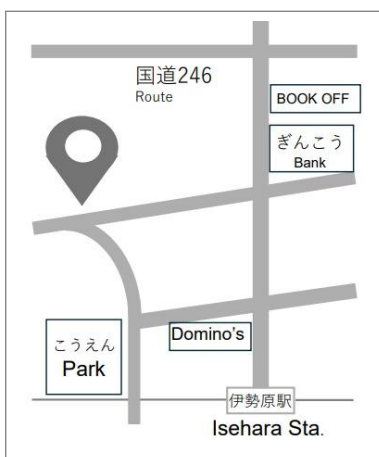 国道246
Route
BOOK OFF
ぎんこう
Bank
Domino's
こうえん
Park
伊勢原駅
Isehara Sta.